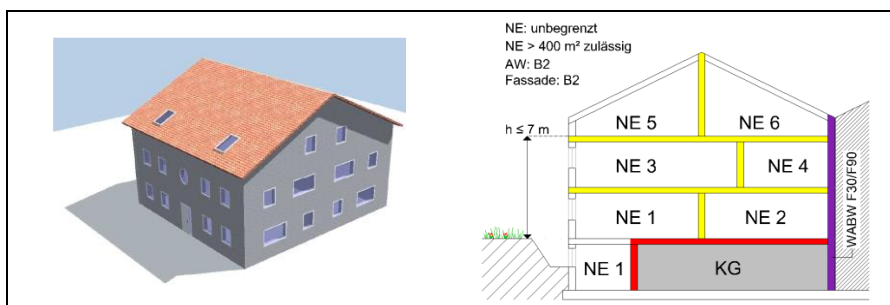 NE: unbegrenzt
NE > 400 m² zulässig
AW: B2
Fassade: B2
h ≤ 7 m
NE 5
NE 6
NE 3
NE 4
NE 1
NE 2
NE 1
KG
WABW F30/F90